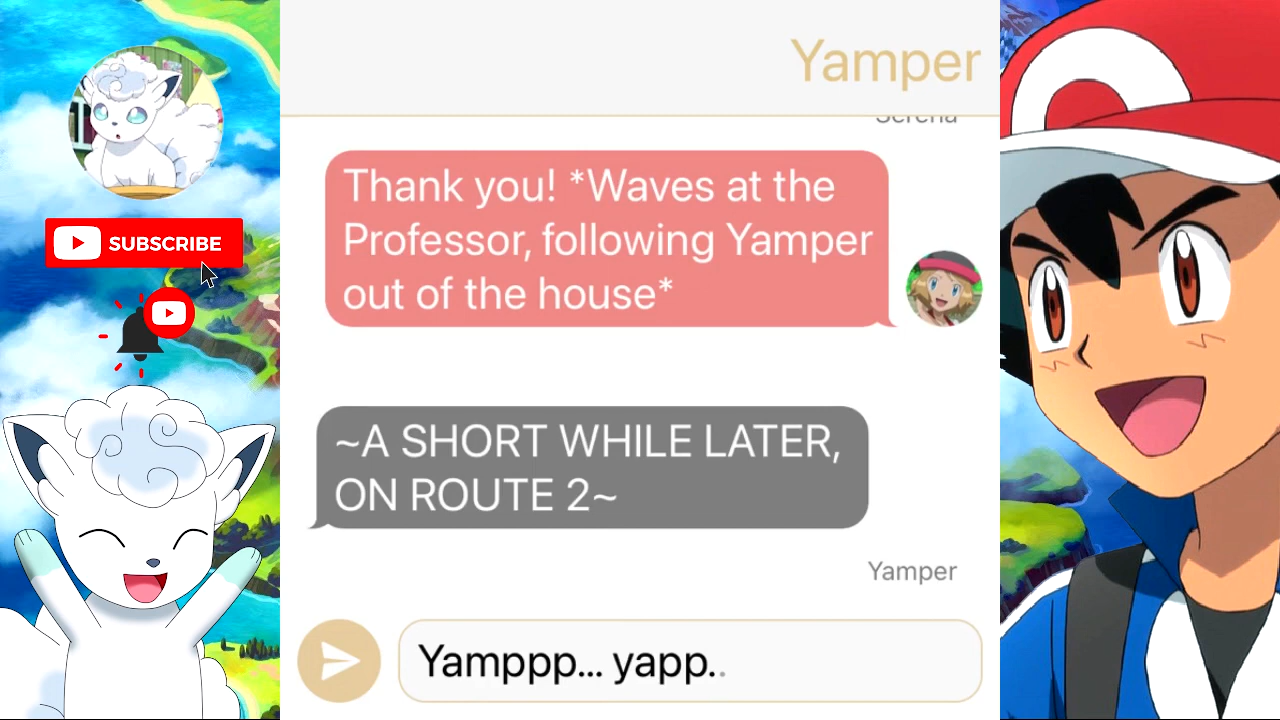 Yamper
Serena
Thank you! *Waves at the
Professor, following Yamper
out of the house*
SUBSCRIBE
~A SHORT WHILE LATER,
ON ROUTE 2~
Yamper
Yamppp... yapp..